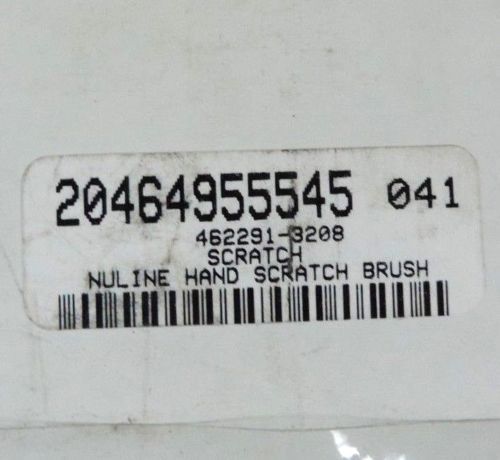 20464955545 041
462291-3208
SCRATCH
NULINE HAND SCRATCH BRUSH